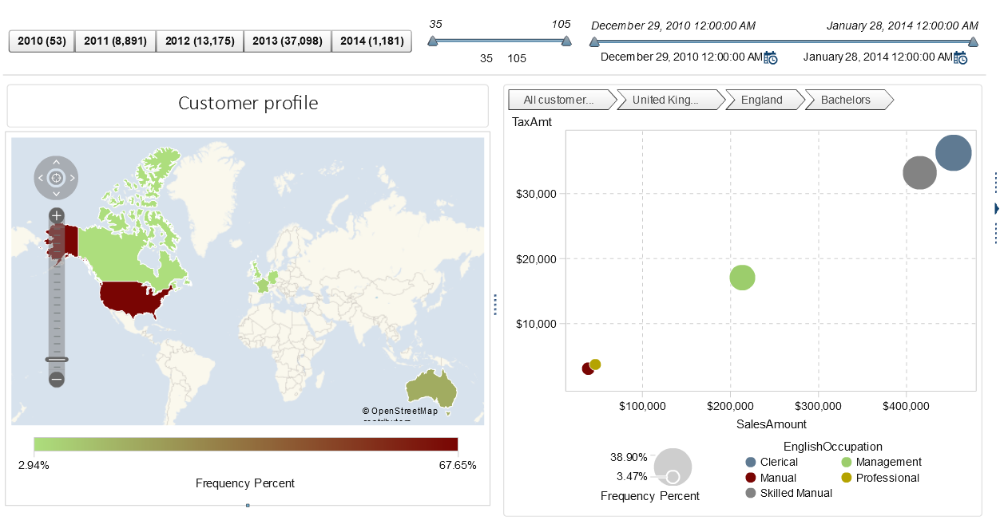 35 105 December 29, 2010 12:00:00 AM January 28, 2014 12:00:00 AM
2010 (53) 2011 (8,891) 2012 (13,175) 2013 (37,098) 2014 (1,181)
35 105 December 29, 2010 12:00:00 AM January 28, 2014 12:00:00 AM
Customer profile
© OpenStreetMap
2.94% 67.65%
Frequency Percent
All customer... United King... England Bachelors
TaxAmt
$30,000
$20,000
$10,000
$100,000 $200,000 $300,000 $400,000
SalesAmount
EnglishOccupation
38.90%
3.47%
Frequency Percent
Clerical Management
Manual Professional
Skilled Manual